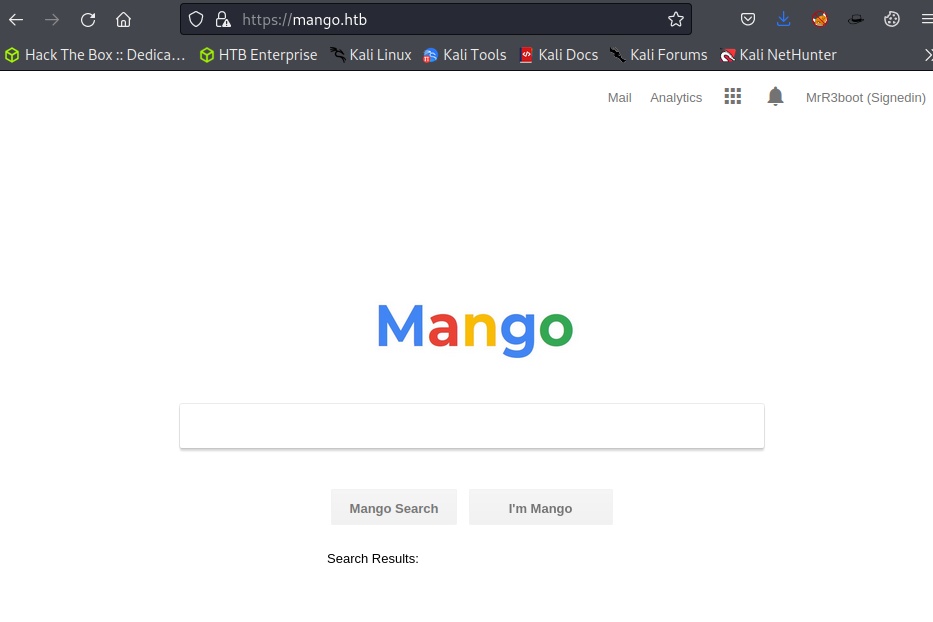 https://mango.htb
Hack The Box :: Dedica… HTB Enterprise Kali Linux Kali Tools Kali Docs Kali Forums Kali NetHunter
Mail Analytics MrR3boot (Signedin)
Mango
Mango Search I'm Mango
Search Results: